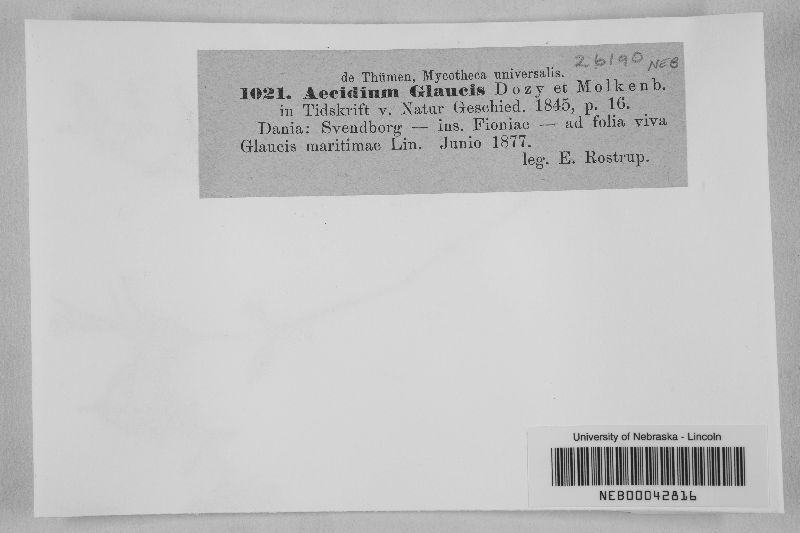 26190 NEB
de Thümen, Mycotheca universalis.
1021. Aecidium Glaucis Dozy et Molkenb.
in Tidskrift v. Natur Geschied. 1845, p. 16.
Dania: Svendborg — ins. Fioniae — ad folia viva
Glaucis maritimae Lin. Junio 1877.
leg. E. Rostrup.
University of Nebraska - Lincoln
NEB00042816